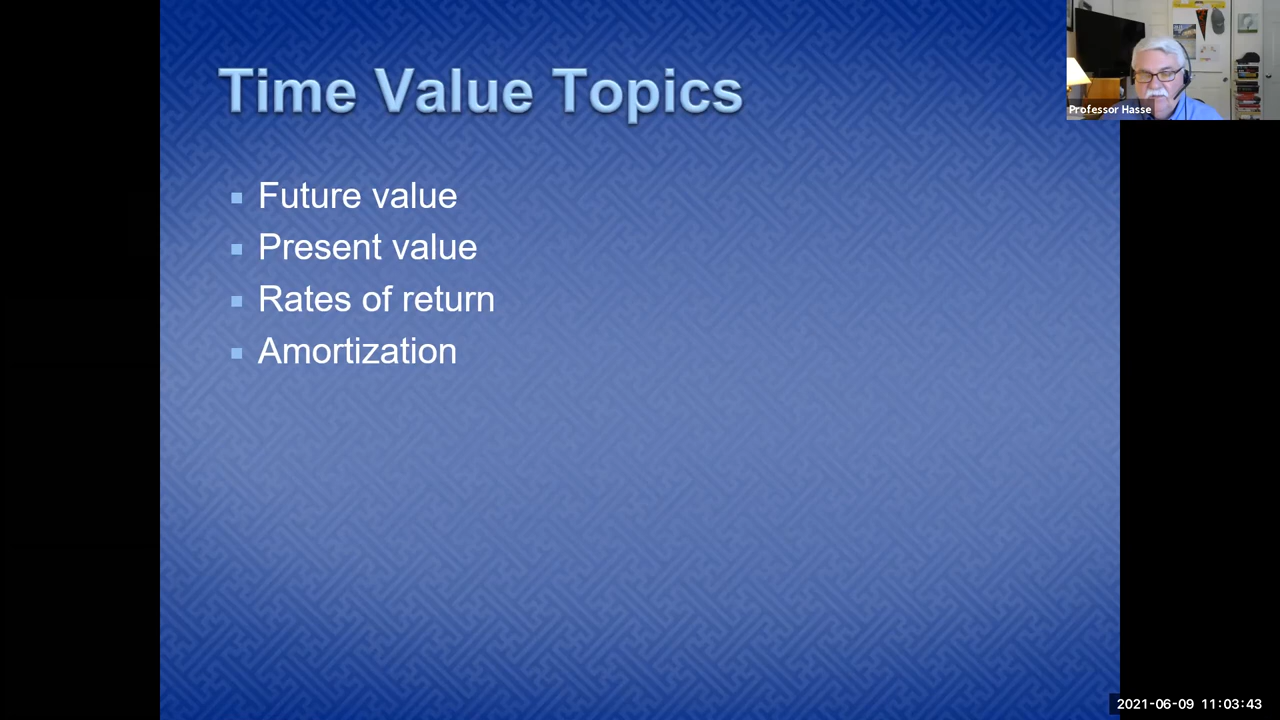 Time Value Topics
Future value
Present value
Rates of return
Amortization
Professor Hasse
2021-06-09 11:03:43